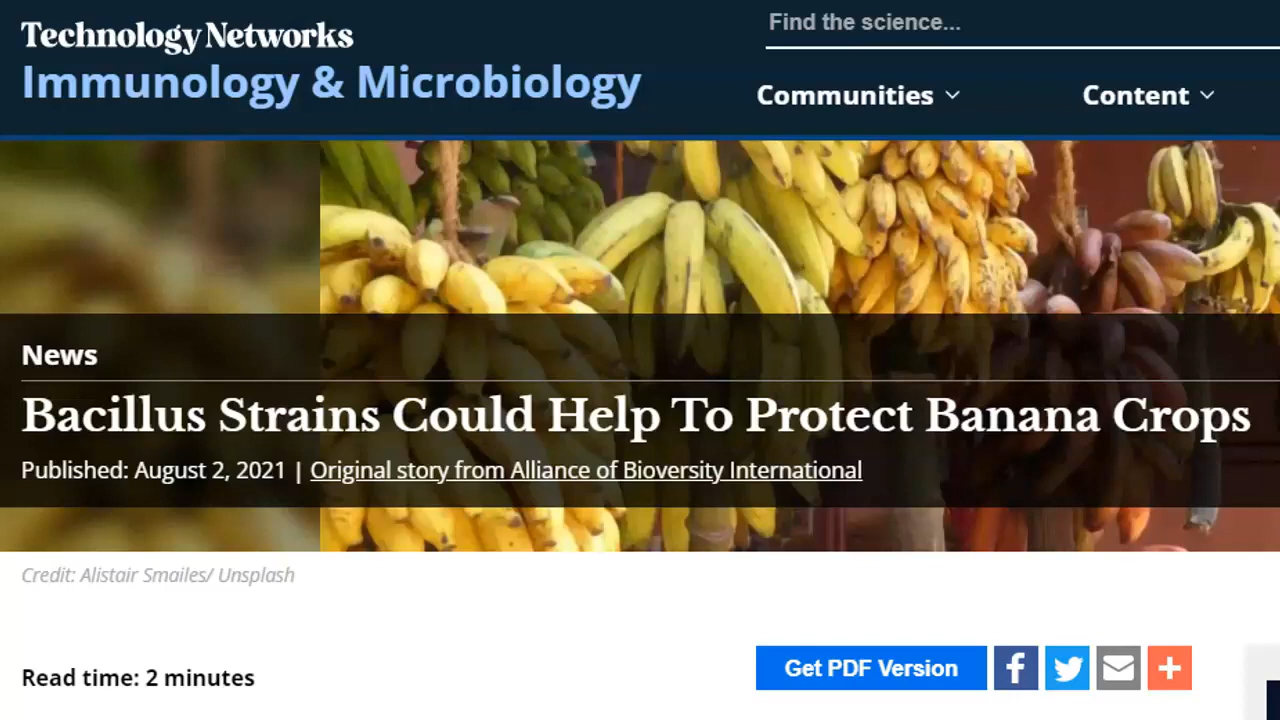 Technology Networks
Immunology & Microbiology
Find the science...
Communities
Content
News
Bacillus Strains Could Help To Protect Banana Crops
Published: August 2, 2021 | Original story from Alliance of Bioversity International
Credit: Alistair Smailes/ Unsplash
Read time: 2 minutes
Get PDF Version